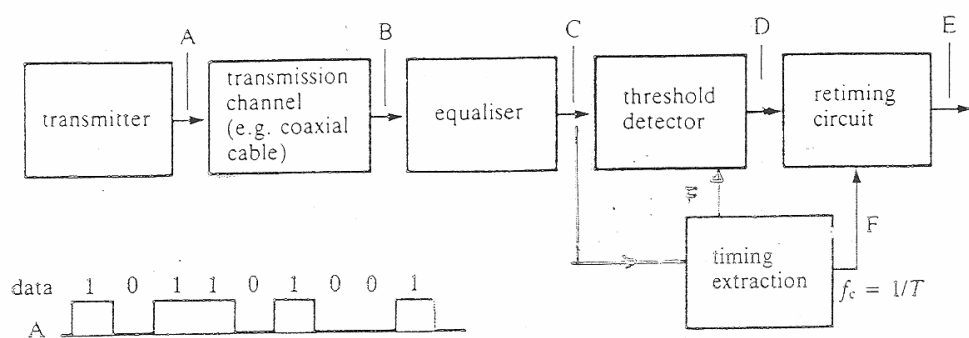 A
B
C
D
E
transmitter
transmission
channel
(e.g. coaxial
cable)
equaliser
threshold
detector
retiming
circuit
F
timing
extraction
f_c = 1/T
data 1 0 1 1 0 1 0 0 1
A